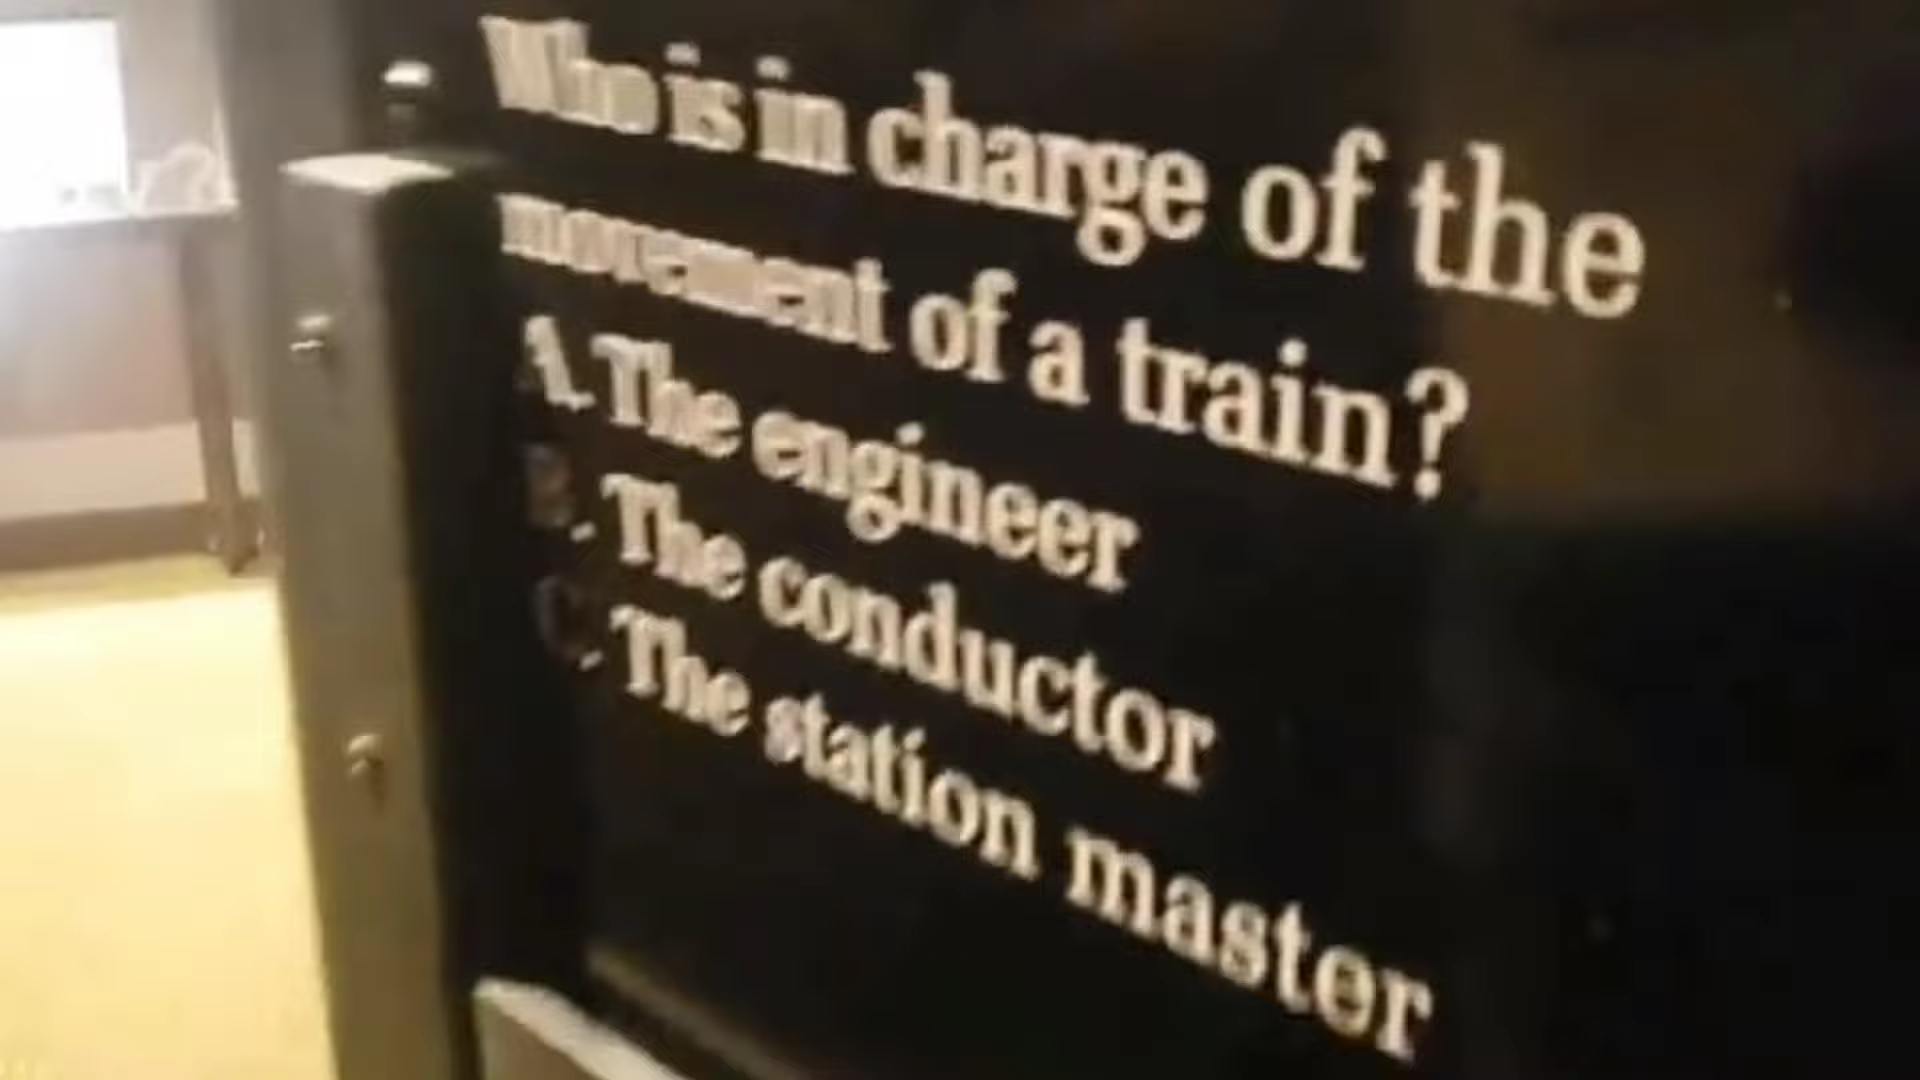 Who is in charge of the
movement of a train?
A. The engineer
B. The conductor
C. The station master